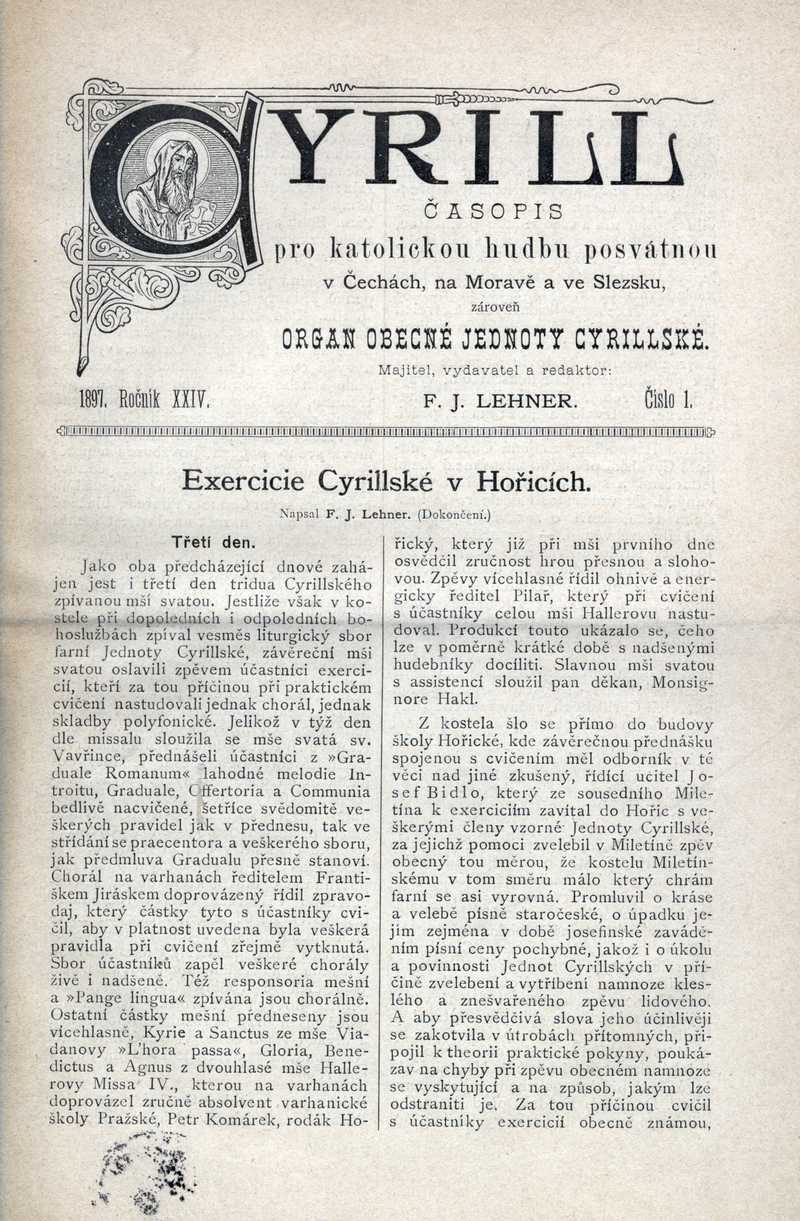 CYRILL
ČASOPIS
pro katolickou hudbu posvátnou
v Čechách, na Moravě a ve Slezsku,
zároveň
ORGAN OBECNÉ JEDNOTY CYRILLSKÉ.
Majitel, vydavatel a redaktor:
1897. Ročník XXIV. F. J. LEHNER. Číslo 1.
Exercicie Cyrillské v Hořicích.
Napsal F. J. Lehner. (Dokončení.)
Třetí den.
Jako oba předcházející dnové zahá-
jen jest i třetí den tridua Cyrillského
zpívanou mší svatou. Jestliže však v ko-
stele při dopoledních i odpoledních bo-
hoslužbách zpíval vesměs liturgický sbor
farní Jednoty Cyrillské, závěreční mši
svatou oslavili zpěvem účastníci exerci-
cií, kteří za tou příčinou při praktickém
cvičení nastudovali jednak chorál, jednak
skladby polyfonické. Jelikož v týž den
dle missalu sloužila se mše svatá sv.
Vavřince, přednášeli účastníci z »Gra-
duale Romanum« lahodné melodie In-
troitu, Graduale, Offertoria a Communia
bedlivě nacvičené, šetříce svědomitě ve-
škerých pravidel jak v přednesu, tak ve
střídání se praecentora a veškerého sboru,
jak předmluva Gradualu přesně stanoví.
Chorál na varhanách ředitelem Franti-
škem Jiráskem doprovázený řídil zpravo-
daj, který částky tyto s účastníky cvi-
čil, aby v platnost uvedena byla veškerá
pravidla při cvičení zřejmě vytknutá.
Sbor účastníků zapěl veškeré chorály
živě i nadšeně. Též responsoria mešní
a »Pange lingua« zpívána jsou chorálně.
Ostatní částky mešní předneseny jsou
vícehlasně, Kyrie a Sanctus ze mše Via-
danovy »L'hora passa«, Gloria, Bene-
dictus a Agnus z dvouhlasé mše Halle-
rovy Missa IV., kterou na varhanách
doprovázel zručně absolvent varhanické
školy Pražské, Petr Komárek, rodák Ho-
řický, který již při mši prvního dne
osvědčil zručnost hrou přesnou a sloho-
vou. Zpěvy vícehlasné řídil ohnivě a ener-
gicky ředitel Pilař, který při cvičení
s účastníky celou mši Hallerovu nastu-
doval. Produkcí touto ukázalo se, čeho
lze v poměrně krátké době s nadšenými
hudebníky docíliti. Slavnou mši svatou
s assistencí sloužil pan děkan, Monsig-
nore Hakl.
Z kostela šlo se přímo do budovy
školy Hořické, kde závěrečnou přednášku
spojenou s cvičením měl odborník v té
věci nad jiné zkušený, řídící učitel Jo-
sef Bidlo, který ze sousedního Mile-
tína k exerciciím zavítal do Hořic s ve-
škerými členy vzorné Jednoty Cyrillské,
za jejichž pomoci zvelebil v Miletíně zpěv
obecný tou měrou, že kostelu Miletín-
skému v tom směru málo který chrám
farní se asi vyrovná. Promluvil o kráse
a velebě písně staročeské, o úpadku je-
jím zejména v době josefinské zavádě-
ním písní ceny pochybné, jakož i o úkolu
a povinnosti Jednot Cyrillských v pří-
čině zvelebení a vytříbení namnoze kles-
lého a znešvařeného zpěvu lidového.
A aby přesvědčivá slova jeho účinlivěji
se zakotvila v útrobách přítomných, při-
pojil k theorii praktické pokyny, pouká-
zav na chyby při zpěvu obecném namnoze
se vyskytující a na způsob, jakým lze
odstraniti je. Za tou příčinou cvičil
s účastníky exercicií obecně známou,